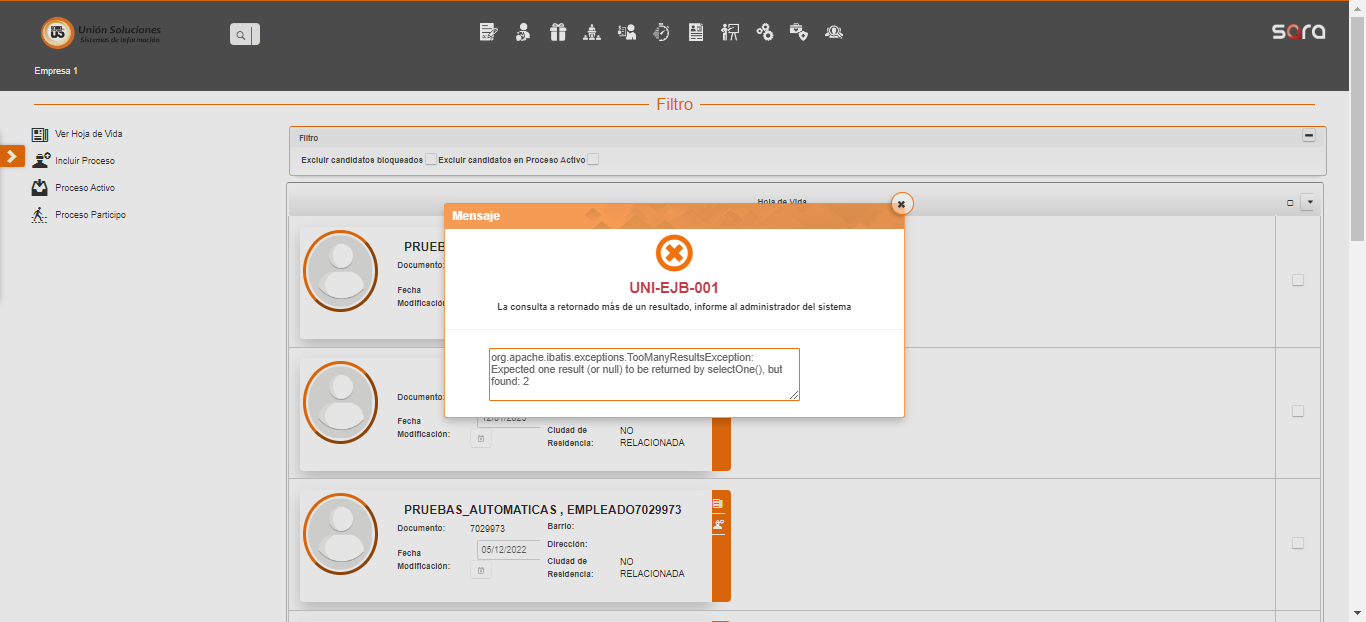 US
Unión Soluciones
Sistemas de Información
sara
Empresa 1
Filtro
Ver Hoja de Vida
Incluir Proceso
Proceso Activo
Proceso Participo
Filtro
Excluir candidatos bloqueados
Excluir candidatos en Proceso Activo
Hoja de Vida
PRUEB
Documento:
Fecha
Modificación
Mensaje
UNI-EJB-001
La consulta a retornado más de un resultado, informe al administrador del sistema
org.apache.ibatis.exceptions.TooManyResultsException:
Expected one result (or null) to be returned by selectOne(), but
found: 2
Documento:
Fecha
Modificación:
12/01/2023
Ciudad de
Residencia:
NO
RELACIONADA
PRUEBAS_AUTOMATICAS , EMPLEADO7029973
Documento:
7029973
Barrio:
Dirección:
Fecha
Modificación:
05/12/2022
Ciudad de
Residencia:
NO
RELACIONADA